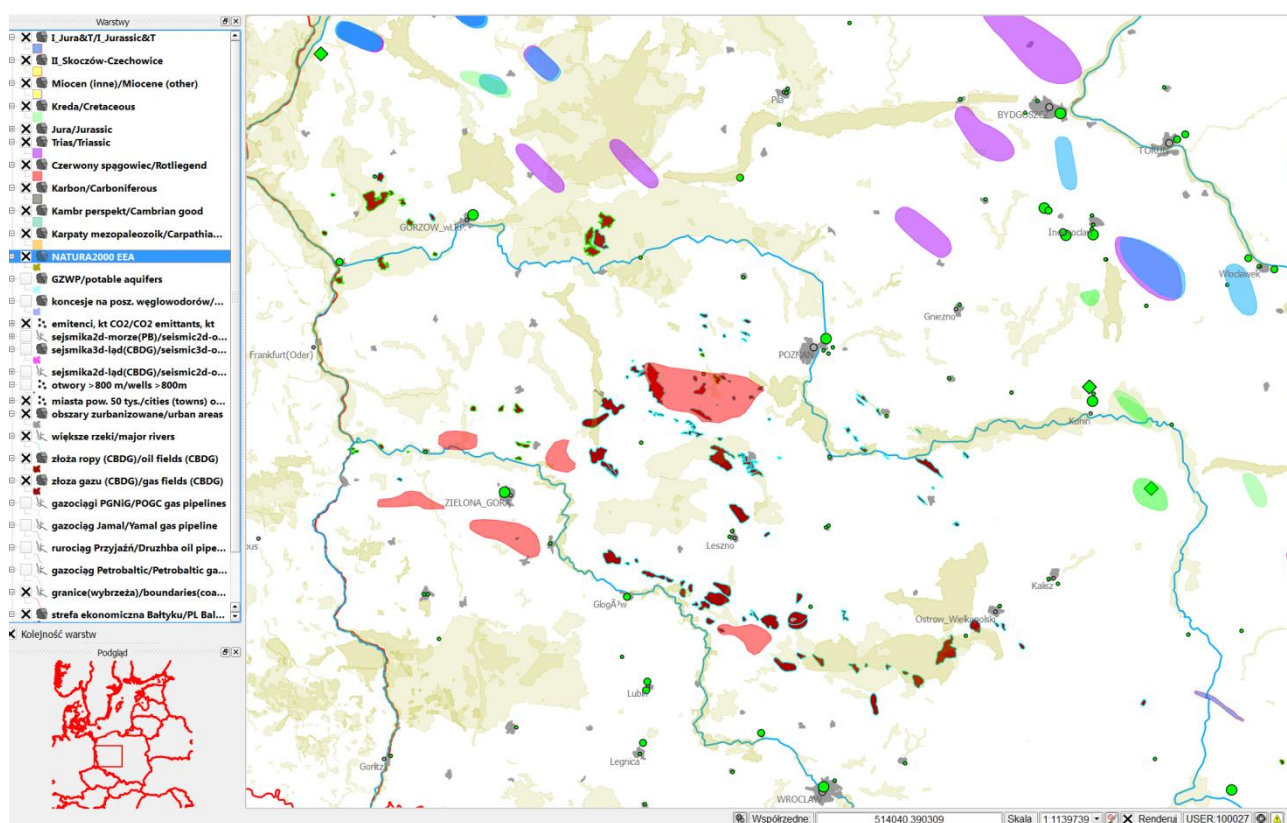 Warstwy
I_Jura&T/I_Jurassic&T
II_Skoczów-Czechowice
Miocen (inne)/Miocene (other)
Kreda/Cretaceous
Jura/Jurassic
Trias/Triassic
Czerwony spągowiec/Rotliegend
Karbon/Carboniferous
Kambr perspekt/Cambrian good
Karpaty mezopaleozoik/Carpathia...
NATURA2000 EEA
GZWP/potable aquifers
koncesje na posz. węglowodorów/...
emitenci, kt CO2/CO2 emittants, kt
sejsmika2d-morze(PB)/seismic2d-o...
sejsmika3d-ląd(CBDG)/seismic3d-o...
sejsmika2d-ląd(CBDG)/seismic2d-o...
otwory >800 m/wells >800m
miasta pow. 50 tys./cities (towns) o...
obszary zurbanizowane/urban areas
większe rzeki/major rivers
złoża ropy (CBDG)/oil fields (CBDG)
złoza gazu (CBDG)/gas fields (CBDG)
gazociągi PGNiG/POGC gas pipelines
gazociąg Jamal/Yamal gas pipeline
rurociąg Przyjaźń/Druzhba oil pipe...
gazociąg Petrobaltic/Petrobaltic ga...
granice(wybrzeża)/boundaries(coa...
strefa ekonomiczna Bałtyku/PL Bal...
Kolejność warstw
Podgląd
Piła
BYDGOSZCZ
TORUŃ
GORZOW_wLKP.
Inowrocław
Włocławek
Gniezno
Frankfurt(Oder)
POZNAN
Konin
ZIELONA_GORA
Leszno
Kalisz
GlogÃ³w
Ostrow_Wielkopolski
Lubin
Legnica
Gorlitz
WROCLAW
Współrzędne:
514040,390309
Skala
1:1139739
Renderuj
USER:100027